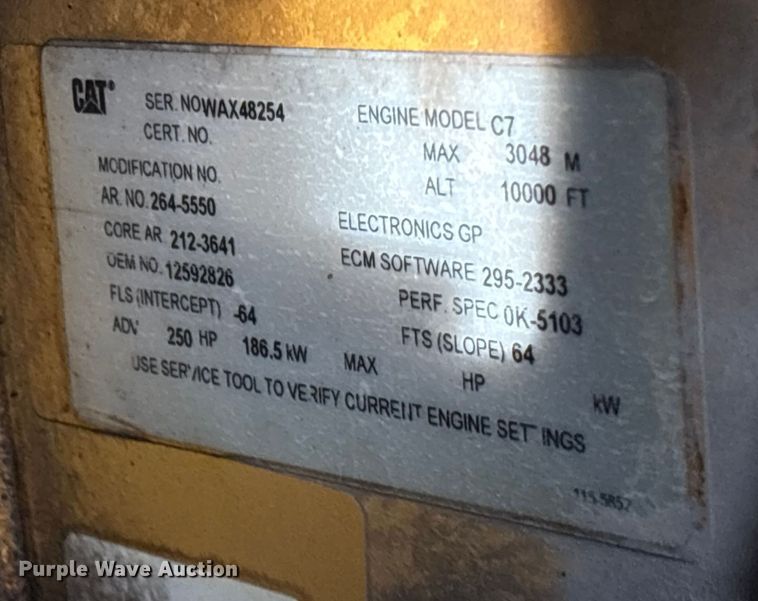 CAT®
SER. NO WAX48254
CERT. NO.
MODIFICATION NO.
AR. NO. 264-5550
CORE AR 212-3641
OEM NO. 12592826
FLS (INTERCEPT) -64
ADV 250 HP 186.5 kW MAX HP kW
ENGINE MODEL C7
MAX 3048 M
ALT 10000 FT
ELECTRONICS GP
ECM SOFTWARE 295-2333
PERF. SPEC 0K-5103
FTS (SLOPE) 64
USE SERVICE TOOL TO VERIFY CURRENT ENGINE SETTINGS
115-5857
Purple Wave Auction